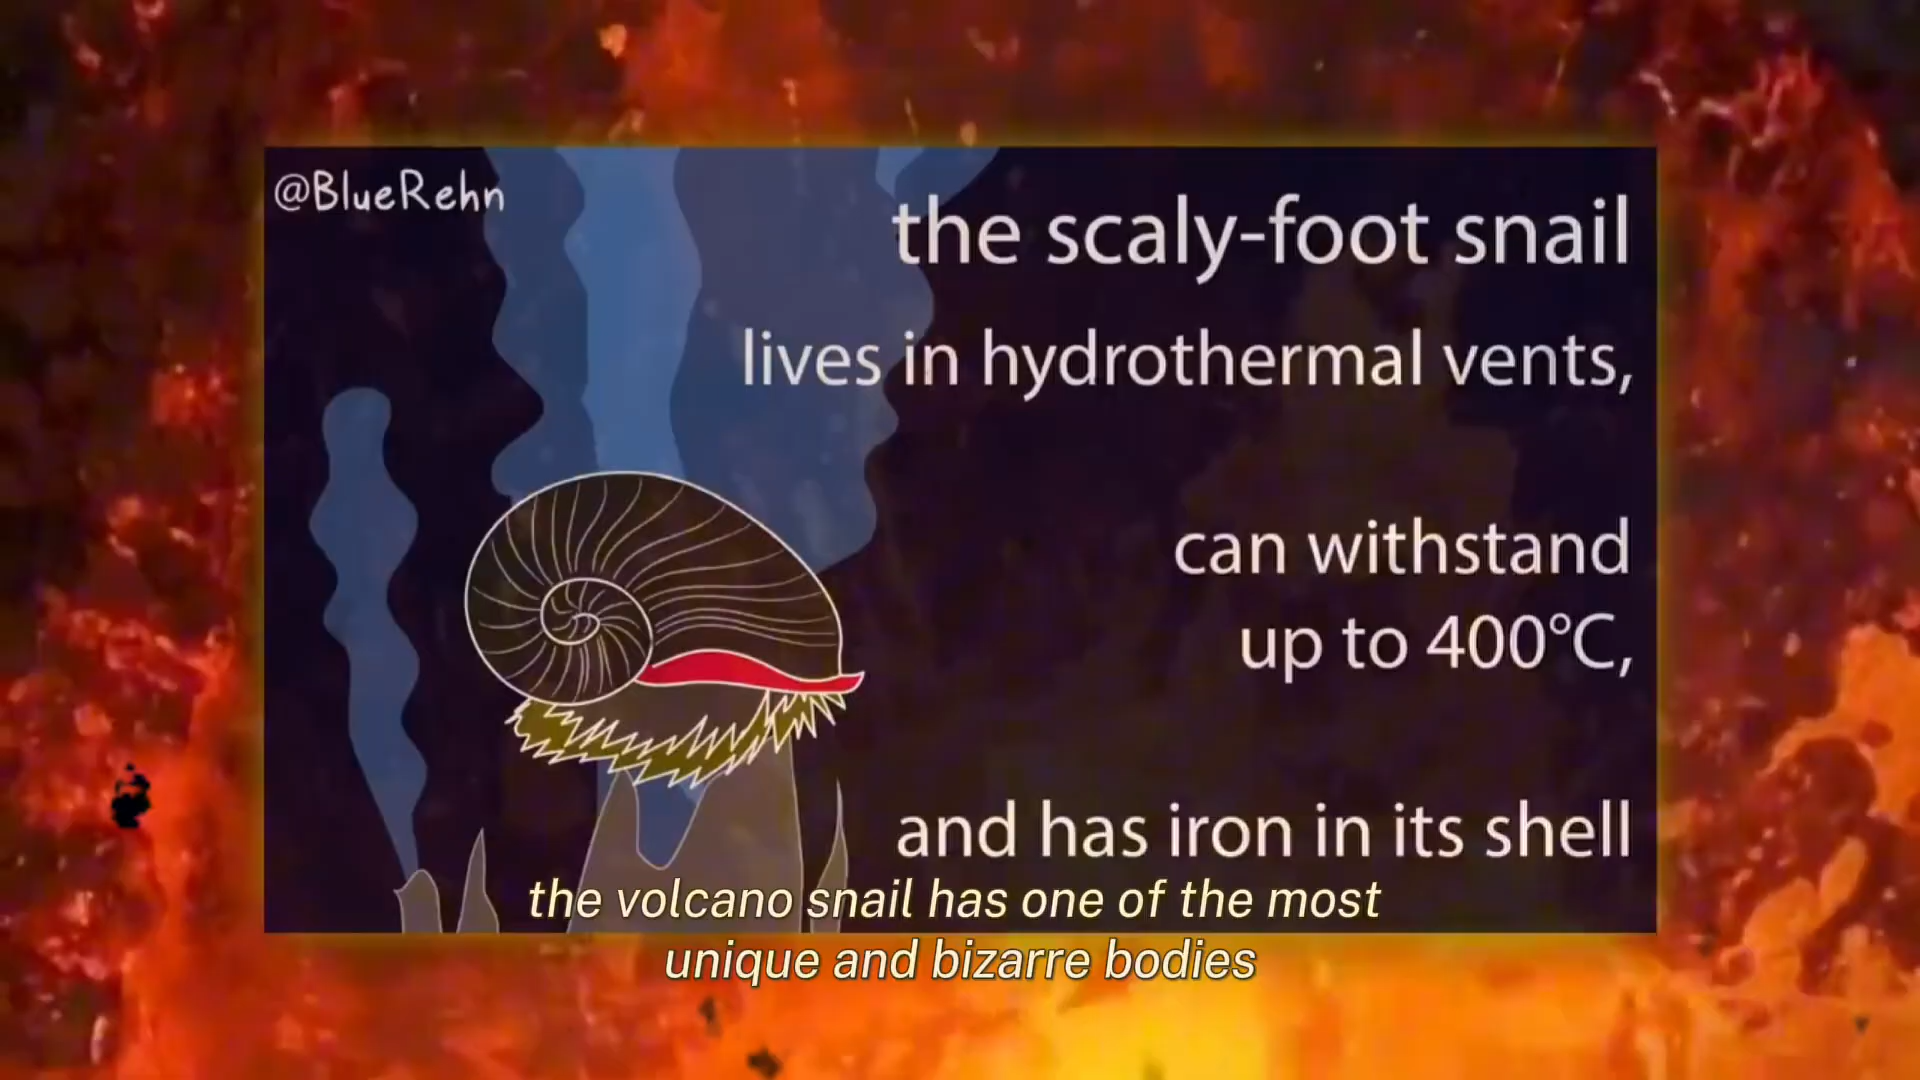 @BlueRehn
the scaly-foot snail
lives in hydrothermal vents,
can withstand
up to 400°C,
and has iron in its shell
the volcano snail has one of the most
unique and bizarre bodies